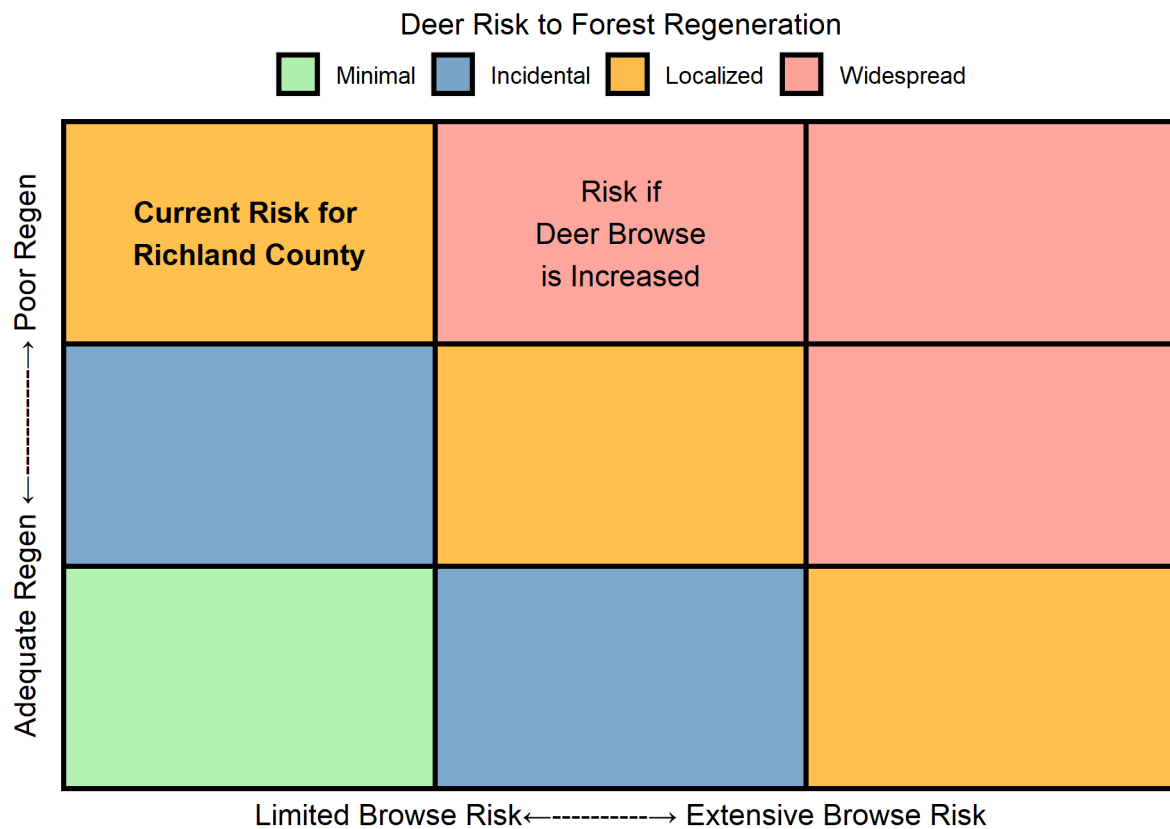 Deer Risk to Forest Regeneration
Minimal Incidental Localized Widespread
Current Risk for
Richland County
Risk if
Deer Browse
is Increased
Adequate Regen ←------------→ Poor Regen
Limited Browse Risk←----------→ Extensive Browse Risk